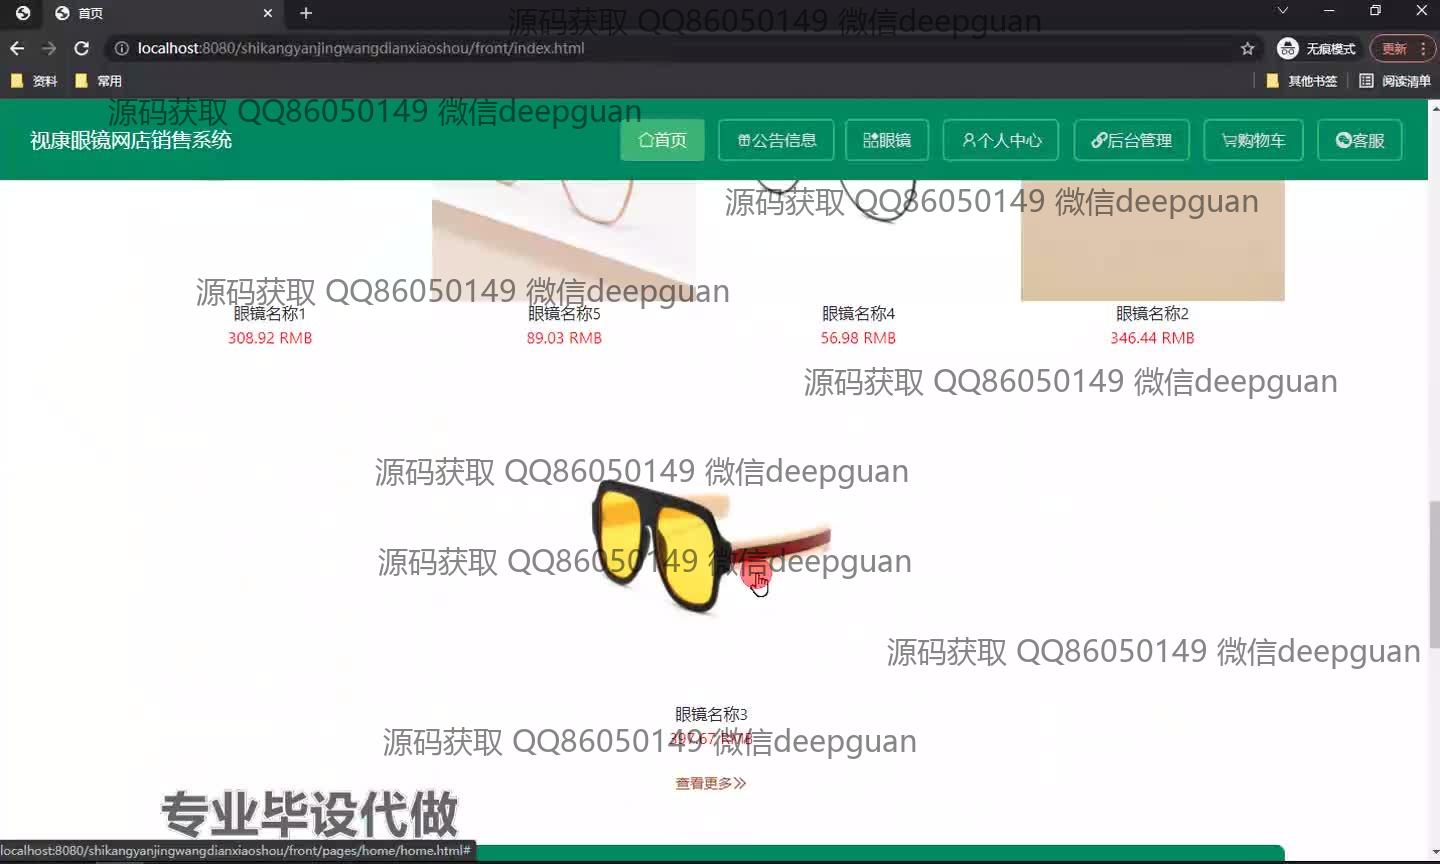 首页
源码获取 QQ86050149 微信deepguan
localhost:8080/shikangyanjingwangdianxiaoshou/front/index.html
无痕模式
更新
资料
常用
其他书签
阅读清单
源码获取 QQ86050149 微信deepguan
视康眼镜网店销售系统
首页
公告信息
眼镜
个人中心
后台管理
购物车
客服
源码获取 QQ86050149 微信deepguan
源码获取 QQ86050149 微信deepguan
眼镜名称1
眼镜名称5
眼镜名称4
眼镜名称2
308.92 RMB
89.03 RMB
56.98 RMB
346.44 RMB
源码获取 QQ86050149 微信deepguan
源码获取 QQ86050149 微信deepguan
源码获取 QQ86050149 微信deepguan
源码获取 QQ86050149 微信deepguan
眼镜名称3
397.67 RMB
源码获取 QQ86050149 微信deepguan
查看更多
专业毕设代做
localhost:8080/shikangyanjingwangdianxiaoshou/front/pages/home/home.html#